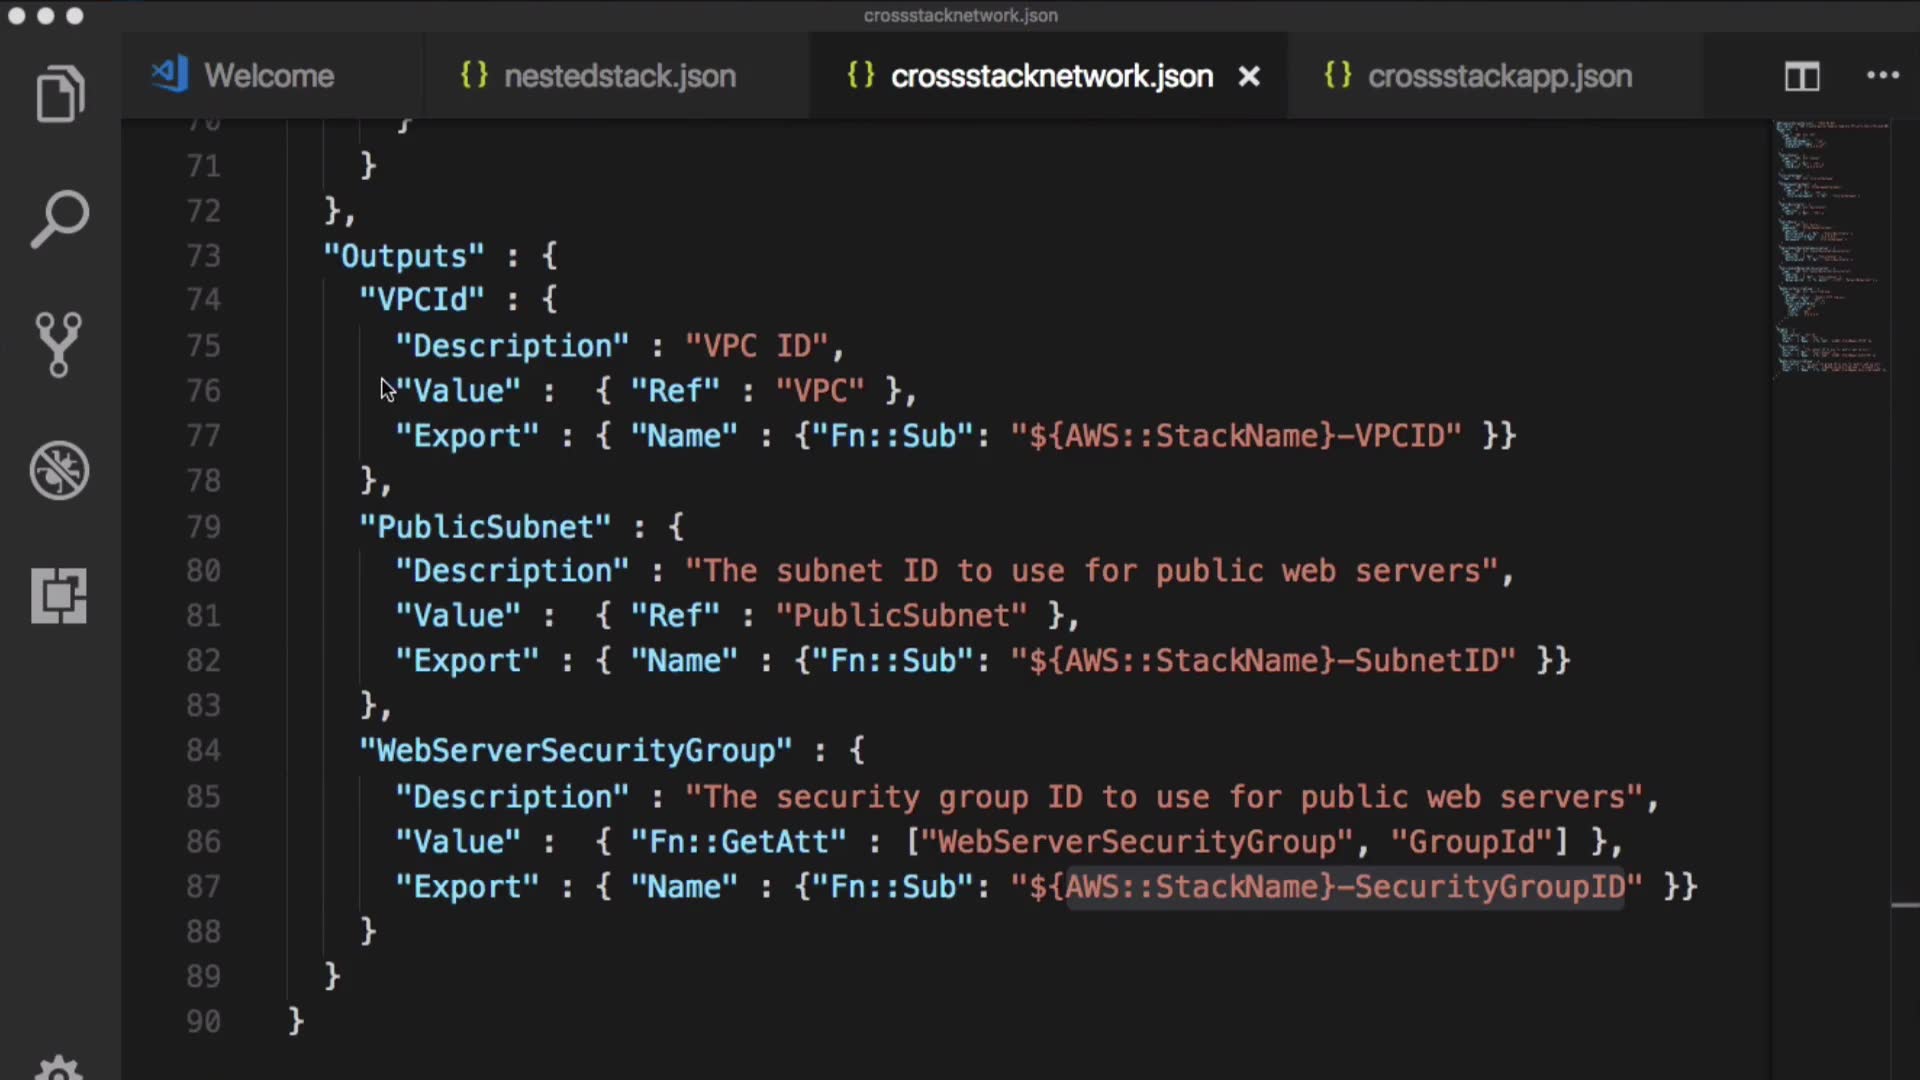 crossstacknetwork.json
Welcome
{} nestedstack.json
{} crossstacknetwork.json ×
{} crossstackapp.json
70 }
71 }
72 },
73 "Outputs" : {
74 "VPCId" : {
75 "Description" : "VPC ID",
76 "Value" :  { "Ref" : "VPC" },
77 "Export" : { "Name" : {"Fn::Sub": "${AWS::StackName}-VPCID" }}
78 },
79 "PublicSubnet" : {
80 "Description" : "The subnet ID to use for public web servers",
81 "Value" :  { "Ref" : "PublicSubnet" },
82 "Export" : { "Name" : {"Fn::Sub": "${AWS::StackName}-SubnetID" }}
83 },
84 "WebServerSecurityGroup" : {
85 "Description" : "The security group ID to use for public web servers",
86 "Value" :  { "Fn::GetAtt" : ["WebServerSecurityGroup", "GroupId"] },
87 "Export" : { "Name" : {"Fn::Sub": "${AWS::StackName}-SecurityGroupID" }}
88 }
89 }
90 }